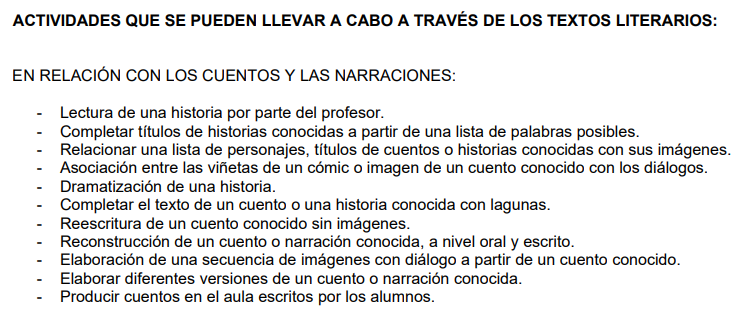 ACTIVIDADES QUE SE PUEDEN LLEVAR A CABO A TRAVÉS DE LOS TEXTOS LITERARIOS:
EN RELACIÓN CON LOS CUENTOS Y LAS NARRACIONES:
- Lectura de una historia por parte del profesor.
- Completar títulos de historias conocidas a partir de una lista de palabras posibles.
- Relacionar una lista de personajes, títulos de cuentos o historias conocidas con sus imágenes.
- Asociación entre las viñetas de un cómic o imagen de un cuento conocido con los diálogos.
- Dramatización de una historia.
- Completar el texto de un cuento o una historia conocida con lagunas.
- Reescritura de un cuento conocido sin imágenes.
- Reconstrucción de un cuento o narración conocida, a nivel oral y escrito.
- Elaboración de una secuencia de imágenes con diálogo a partir de un cuento conocido.
- Elaborar diferentes versiones de un cuento o narración conocida.
- Producir cuentos en el aula escritos por los alumnos.